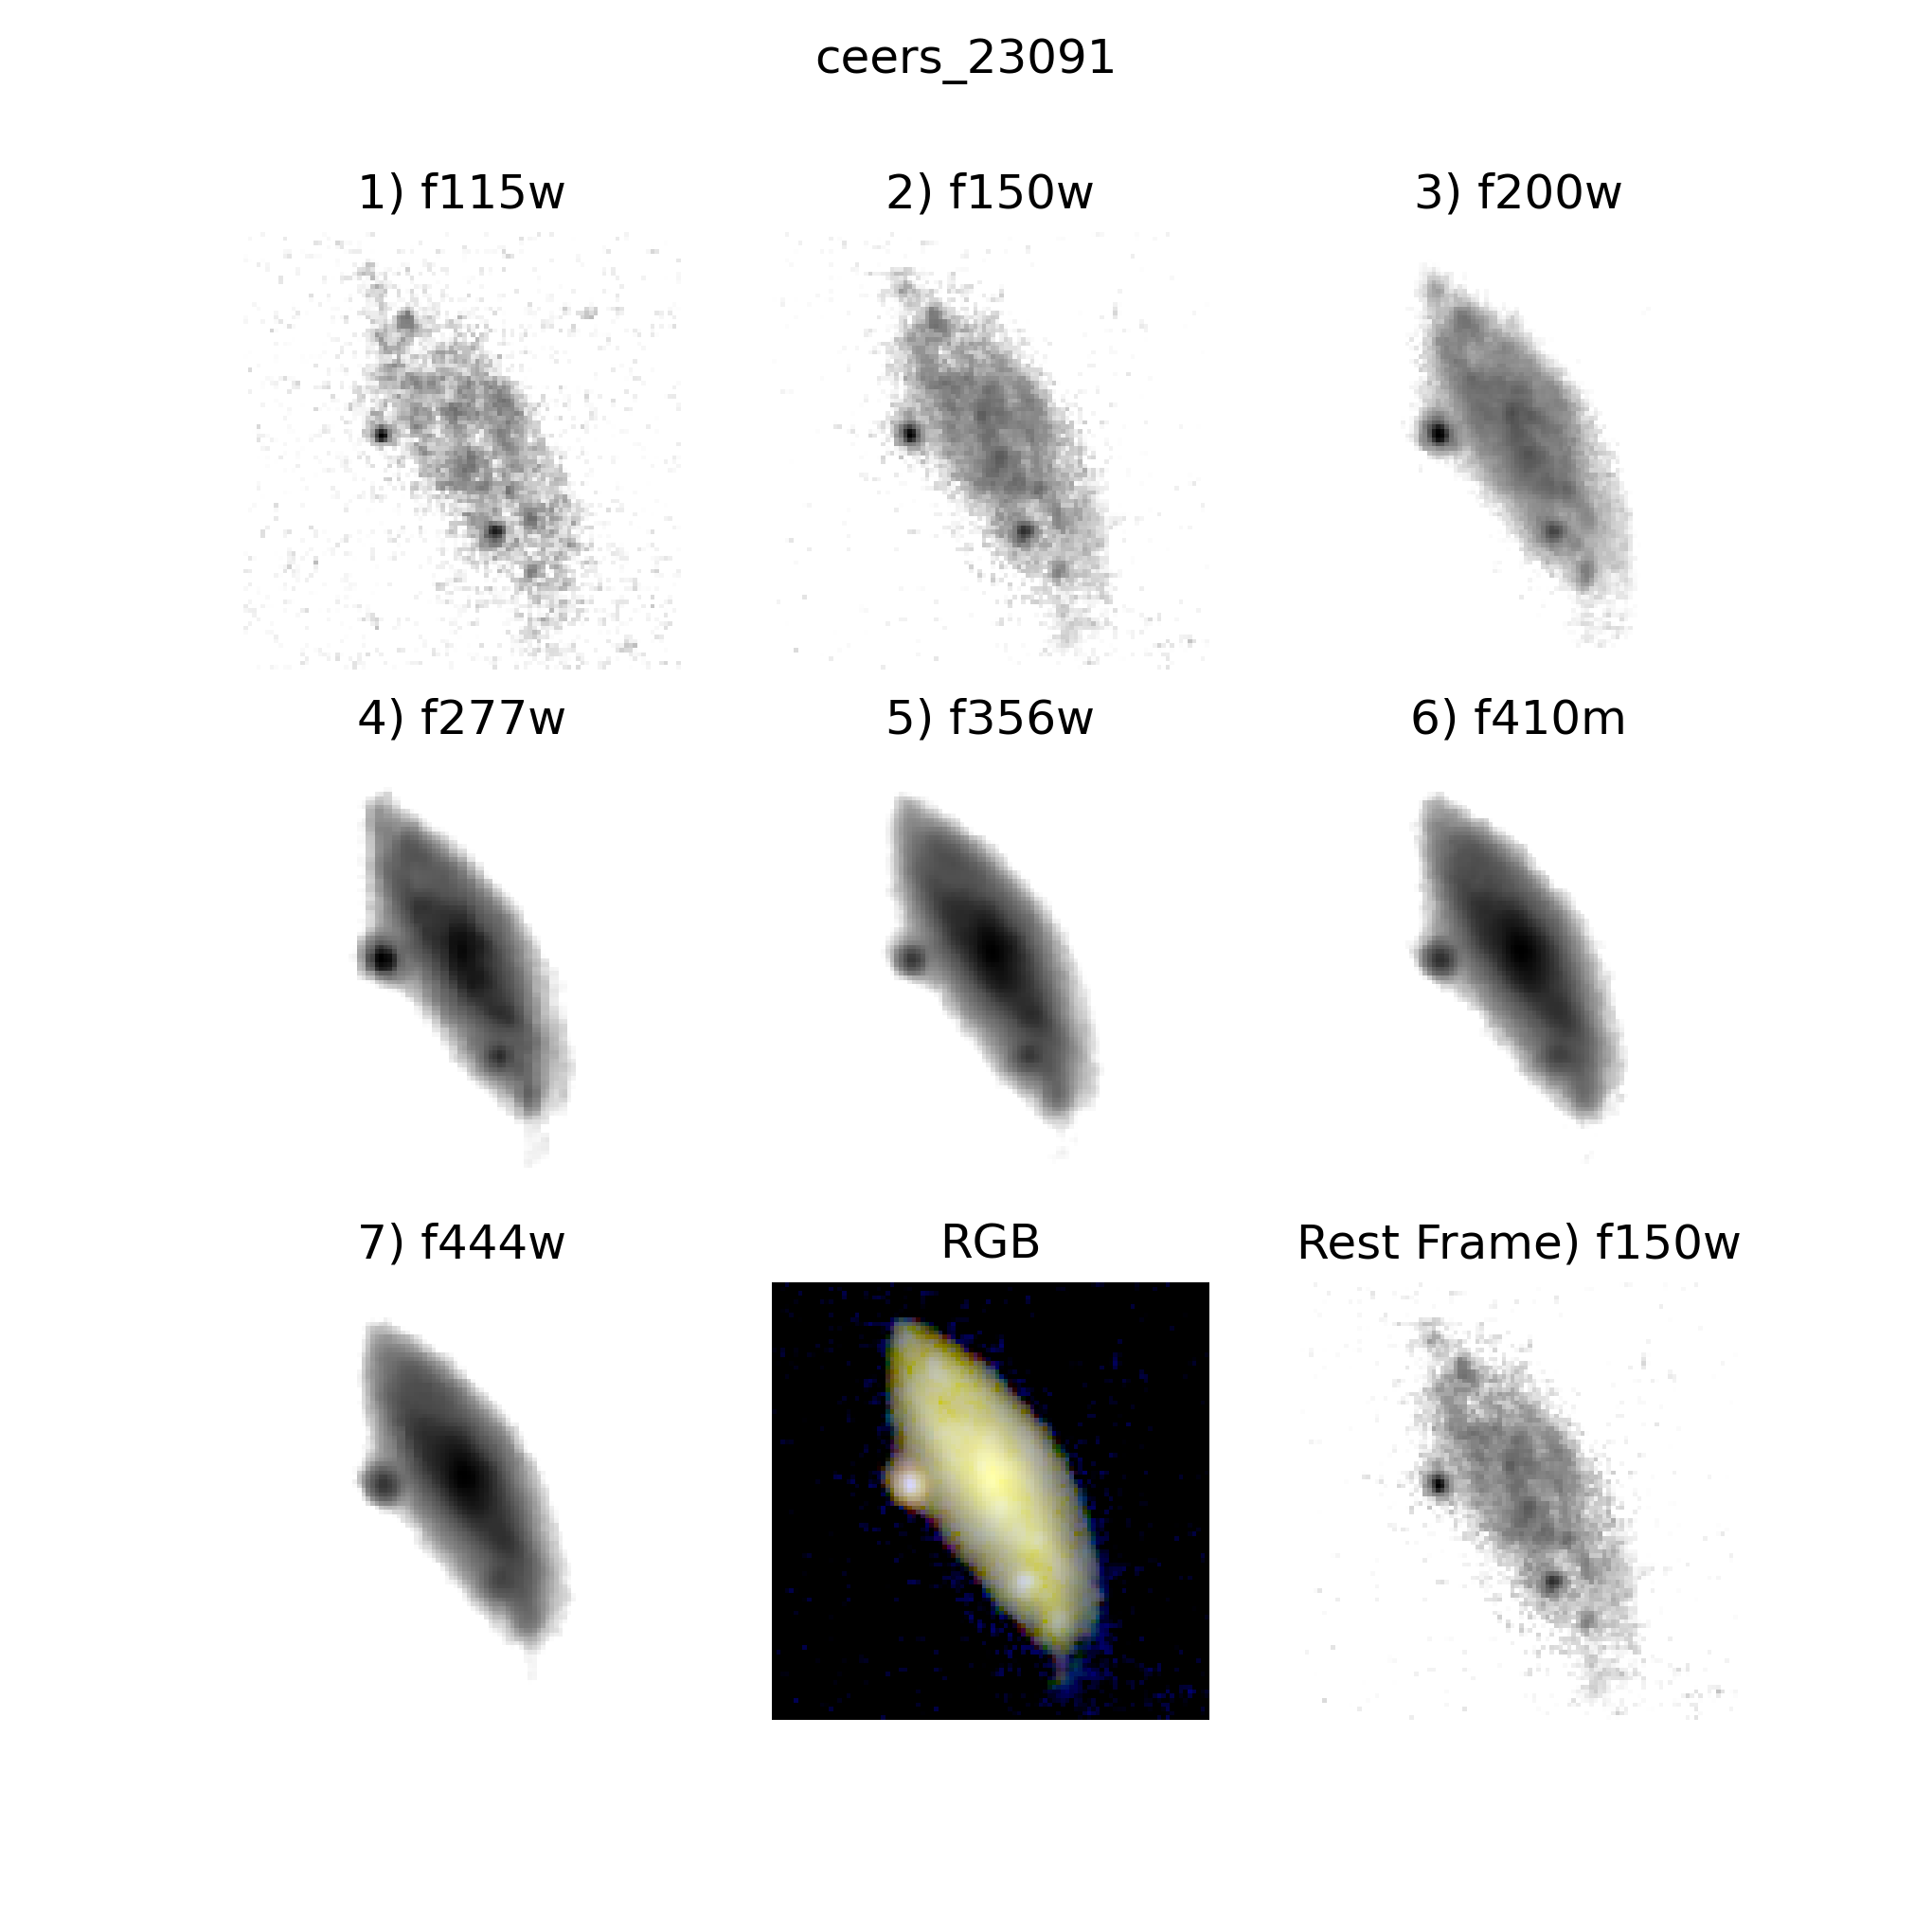 ceers_23091
1) f115w
2) f150w
3) f200w
4) f277w
5) f356w
6) f410m
7) f444w
RGB
Rest Frame) f150w